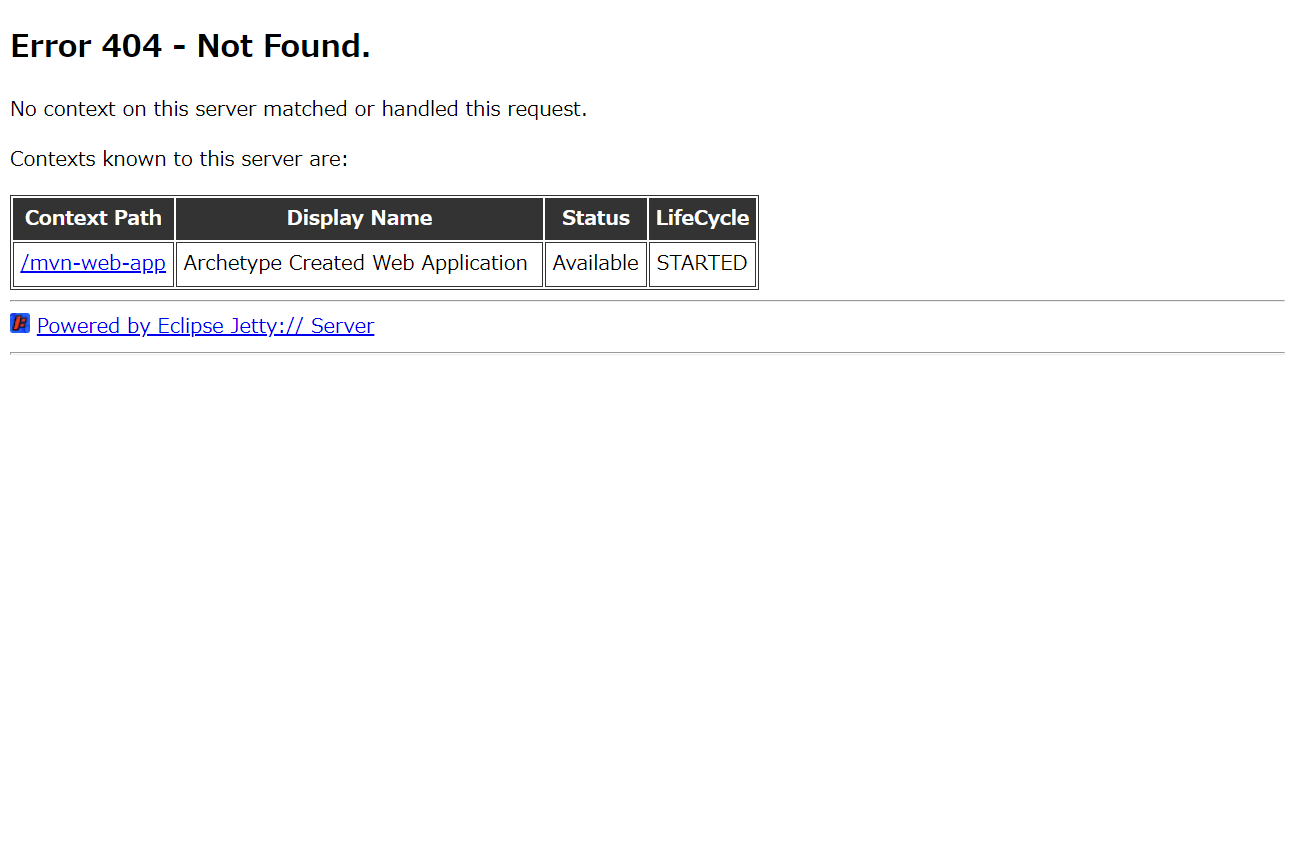 Error 404 - Not Found.
No context on this server matched or handled this request.
Contexts known to this server are:
Context Path Display Name Status LifeCycle
/mvn-web-app Archetype Created Web Application Available STARTED
Powered by Eclipse Jetty:// Server